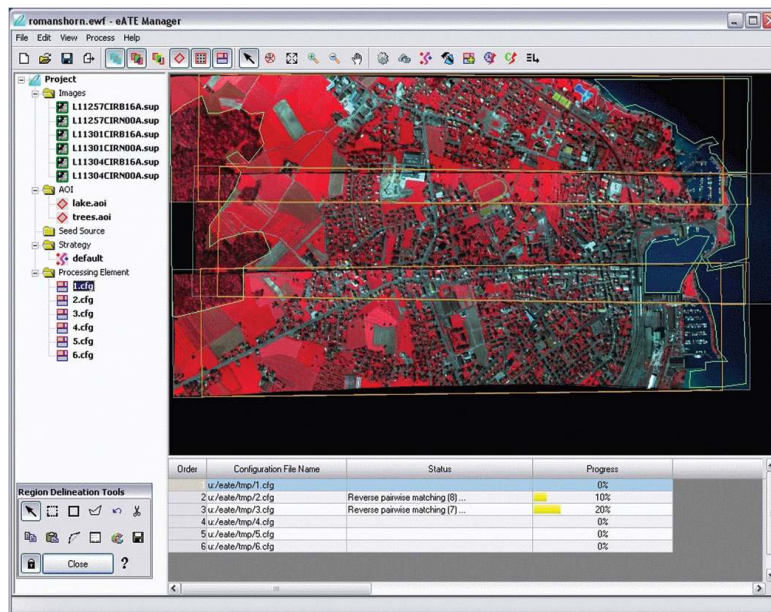 romanshorn.ewf - eATE Manager
File Edit View Process Help
Project
Images
L11257CIRB16A.sup
L11257CIRN00A.sup
L11301CIRB16A.sup
L11301CIRN00A.sup
L11304CIRB16A.sup
L11304CIRN00A.sup
AOI
lake.aoi
trees.aoi
Seed Source
Strategy
default
Processing Element
1.cfg
2.cfg
3.cfg
4.cfg
5.cfg
6.cfg
Region Delineation Tools
Close ?
Order Configuration File Name Status Progress
1 u:/eate/tmp/1.cfg 0%
2 u:/eate/tmp/2.cfg Reverse pairwise matching (8)... 10%
3 u:/eate/tmp/3.cfg Reverse pairwise matching (7)... 20%
4 u:/eate/tmp/4.cfg 0%
5 u:/eate/tmp/5.cfg 0%
6 u:/eate/tmp/6.cfg 0%